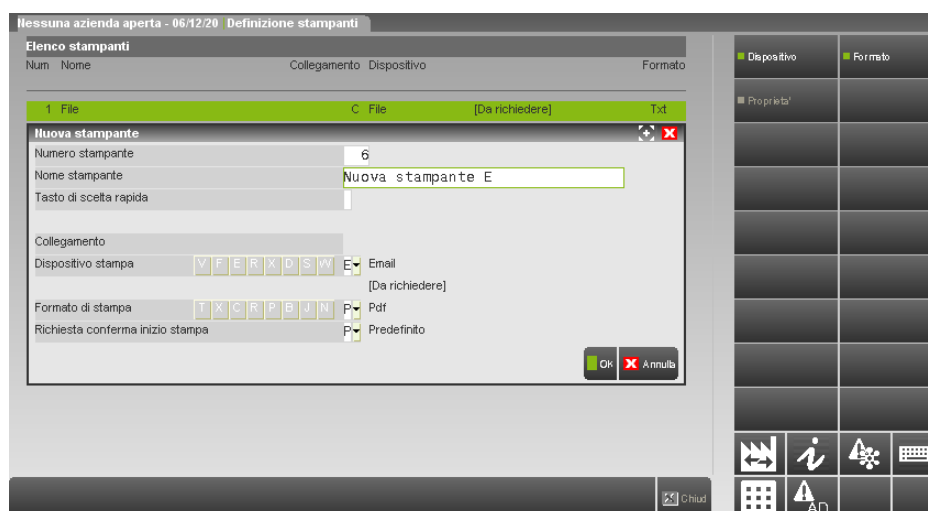 Nessuna azienda aperta - 06/12/20 Definizione stampanti
Elenco stampanti
Num Nome Collegamento Dispositivo Formato
1 File C File [Da richiedere] Txt
Nuova stampante
Numero stampante 6
Nome stampante Nuova stampante E
Tasto di scelta rapida
Collegamento
Dispositivo stampa V F E R X D S W E Email
[Da richiedere]
Formato di stampa T X C R P B J N P Pdf
Richiesta conferma inizio stampa P Predefinito
Ok Annulla
Chiud
Dispositivo Formato
Proprieta'
i
AD